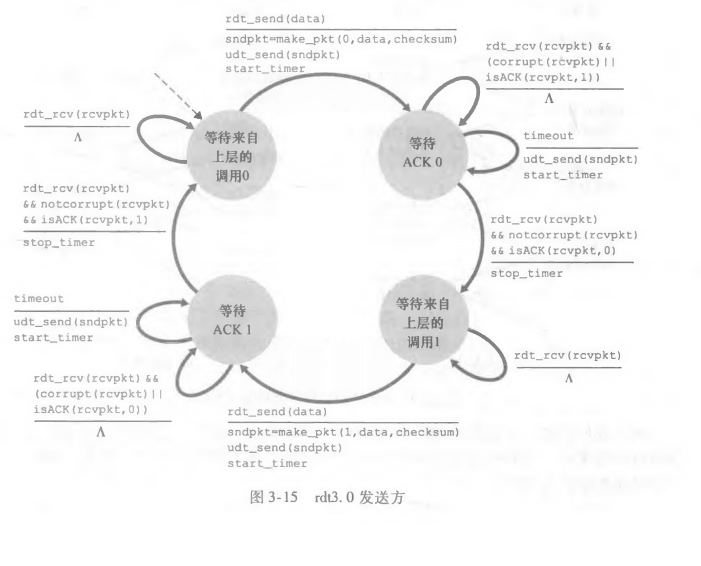 rdt_send(data)
sndpkt=make_pkt(0,data,checksum)
udt_send(sndpkt)
start_timer
rdt_rcv(rcvpkt) &&
(corrupt(rcvpkt)||
isACK(rcvpkt,1))
Λ
rdt_rcv(rcvpkt)
Λ
等待来自
上层的
调用0
等待
ACK 0
timeout
udt_send(sndpkt)
start_timer
rdt_rcv(rcvpkt)
&& notcorrupt(rcvpkt)
&& isACK(rcvpkt,1)
stop_timer
rdt_rcv(rcvpkt)
&& notcorrupt(rcvpkt)
&& isACK(rcvpkt,0)
stop_timer
timeout
udt_send(sndpkt)
start_timer
等待
ACK 1
等待来自
上层的
调用1
rdt_rcv(rcvpkt)
Λ
rdt_rcv(rcvpkt) &&
(corrupt(rcvpkt)||
isACK(rcvpkt,0))
Λ
rdt_send(data)
sndpkt=make_pkt(1,data,checksum)
udt_send(sndpkt)
start_timer
图 3-15 rdt3.0 发送方